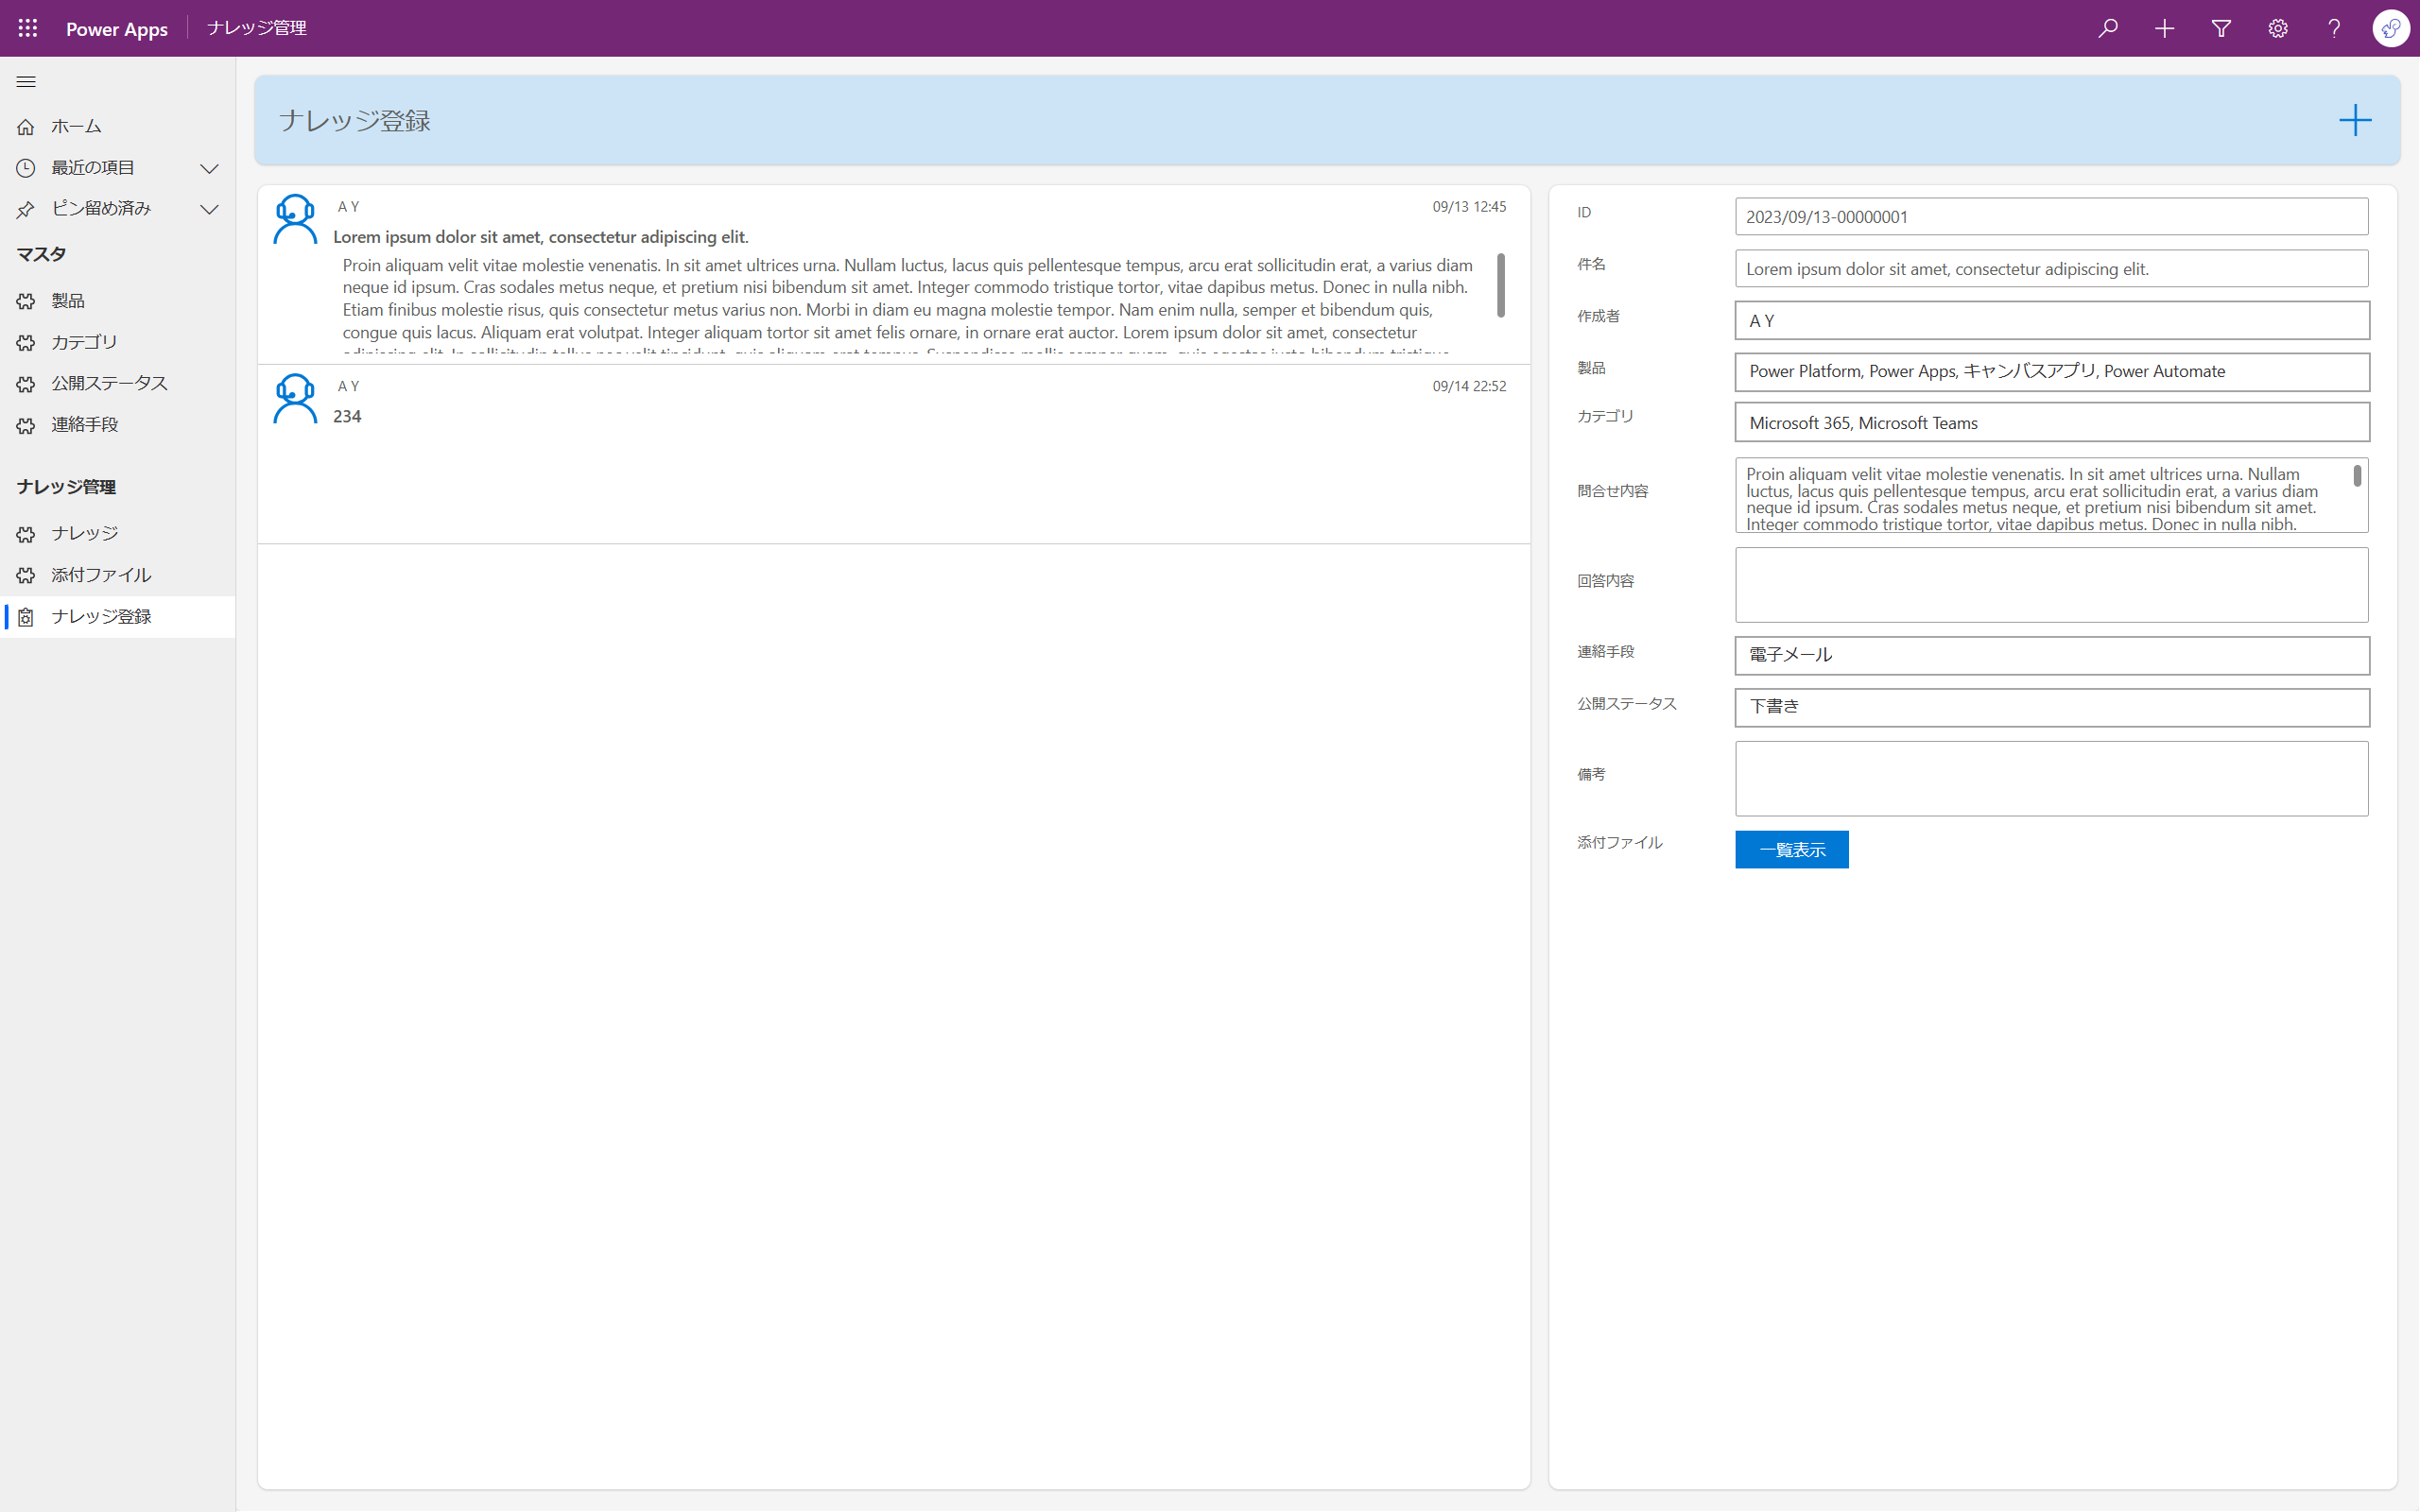 Power Apps ナレッジ管理
ホーム
最近の項目
ピン留め済み
マスタ
製品
カテゴリ
公開ステータス
連絡手段
ナレッジ管理
ナレッジ
添付ファイル
ナレッジ登録
ナレッジ登録
A Y 09/13 12:45
Lorem ipsum dolor sit amet, consectetur adipiscing elit.
Proin aliquam velit vitae molestie venenatis. In sit amet ultrices urna. Nullam luctus, lacus quis pellentesque tempus, arcu erat sollicitudin erat, a varius diam
neque id ipsum. Cras sodales metus neque, et pretium nisi bibendum sit amet. Integer commodo tristique tortor, vitae dapibus metus. Donec in nulla nibh.
Etiam finibus molestie risus, quis consectetur metus varius non. Morbi in diam eu magna molestie tempor. Nam enim nulla, semper et bibendum quis,
congue quis lacus. Aliquam erat volutpat. Integer aliquam tortor sit amet felis ornare, in ornare erat auctor. Lorem ipsum dolor sit amet, consectetur
A Y 09/14 22:52
234
ID 2023/09/13-00000001
件名 Lorem ipsum dolor sit amet, consectetur adipiscing elit.
作成者 A Y
製品 Power Platform, Power Apps, キャンバスアプリ, Power Automate
カテゴリ Microsoft 365, Microsoft Teams
問合せ内容
Proin aliquam velit vitae molestie venenatis. In sit amet ultrices urna. Nullam
luctus, lacus quis pellentesque tempus, arcu erat sollicitudin erat, a varius diam
neque id ipsum. Cras sodales metus neque, et pretium nisi bibendum sit amet.
Integer commodo tristique tortor, vitae dapibus metus. Donec in nulla nibh.
回答内容
連絡手段 電子メール
公開ステータス 下書き
備考
添付ファイル 一覧表示